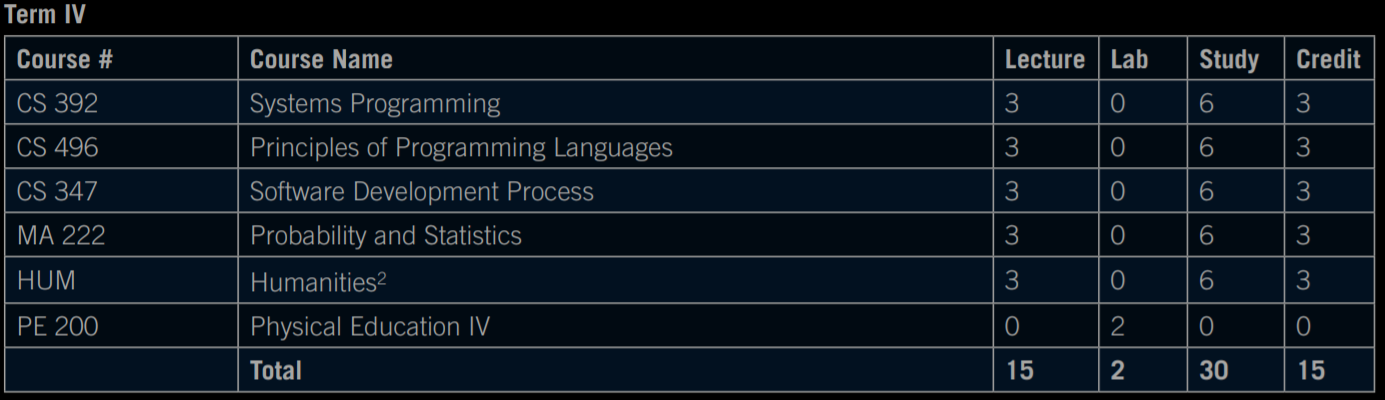 Term IV
Course # Course Name Lecture Lab Study Credit
CS 392 Systems Programming 3 0 6 3
CS 496 Principles of Programming Languages 3 0 6 3
CS 347 Software Development Process 3 0 6 3
MA 222 Probability and Statistics 3 0 6 3
HUM Humanities² 3 0 6 3
PE 200 Physical Education IV 0 2 0 0
Total 15 2 30 15